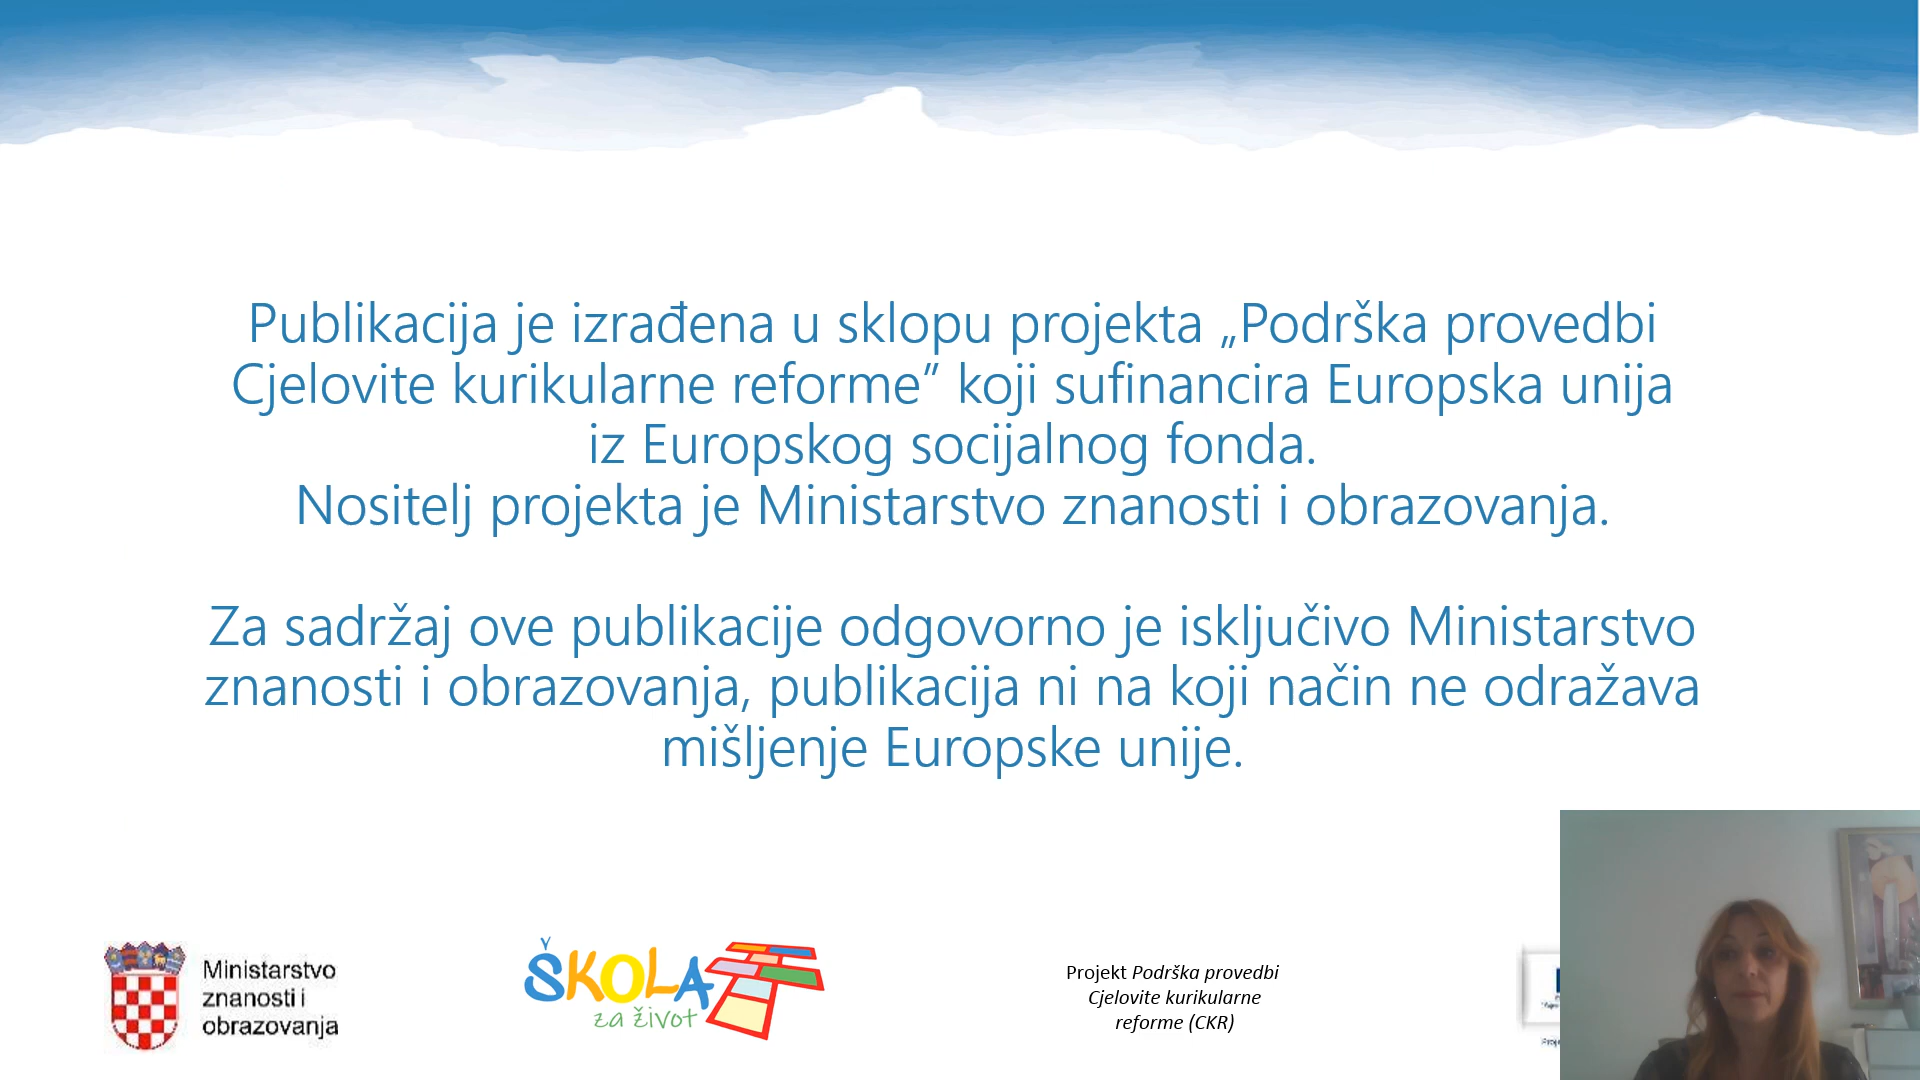 Publikacija je izrađena u sklopu projekta „Podrška provedbi
Cjelovite kurikularne reforme” koji sufinancira Europska unija
iz Europskog socijalnog fonda.
Nositelj projekta je Ministarstvo znanosti i obrazovanja.
Za sadržaj ove publikacije odgovorno je isključivo Ministarstvo
znanosti i obrazovanja, publikacija ni na koji način ne odražava
mišljenje Europske unije.
Ministarstvo
znanosti i
obrazovanja
ŠKOLA
za život
Projekt Podrška provedbi
Cjelovite kurikularne
reforme (CKR)